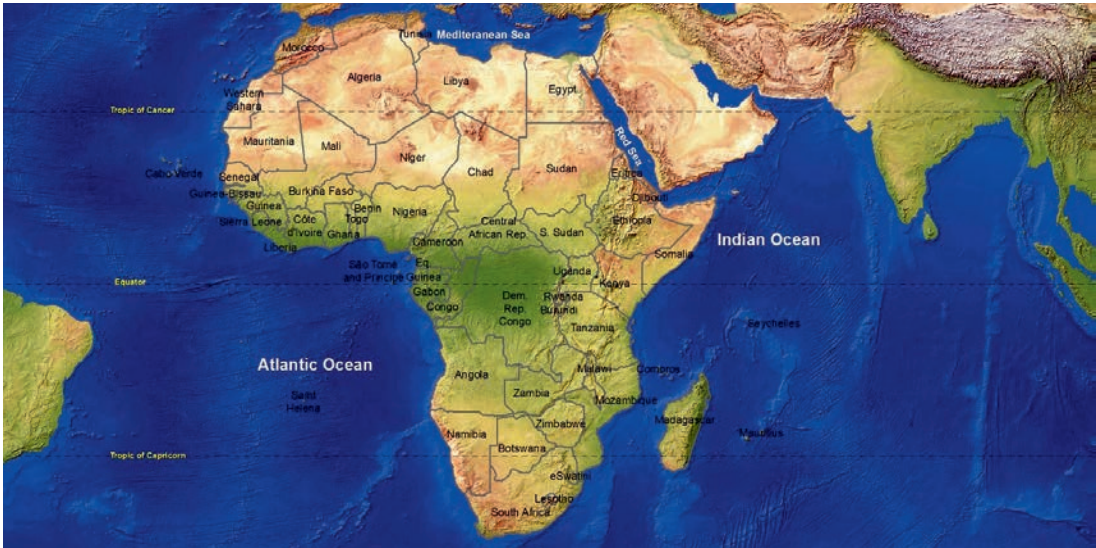 Tunisia
Mediteranean Sea
Morocco
Algeria
Libya
Egypt
Western
Sahara
Tropic of Cancer
Mauritania
Mali
Niger
Chad
Sudan
Red Sea
Cabo Verde
Senegal
Eritrea
Guinea-Bissau
Burkina Faso
Djibouti
Guinea
Benin
Nigeria
Sierra Leone
Côte
d'Ivoire
Togo
Ghana
Central
African Rep.
S. Sudan
Ethiopia
Liberia
Cameroon
Indian Ocean
Somalia
São Tomé
and Principe
Eq.
Guinea
Uganda
Kenya
Equator
Gabon
Congo
Dem.
Rep.
Congo
Rwanda
Burundi
Tanzania
Seychelles
Atlantic Ocean
Angola
Malawi
Comoros
Zambia
Mozambique
Saint
Helena
Zimbabwe
Madagascar
Mauritius
Namibia
Botswana
Tropic of Capricorn
eSwatini
Lesotho
South Africa